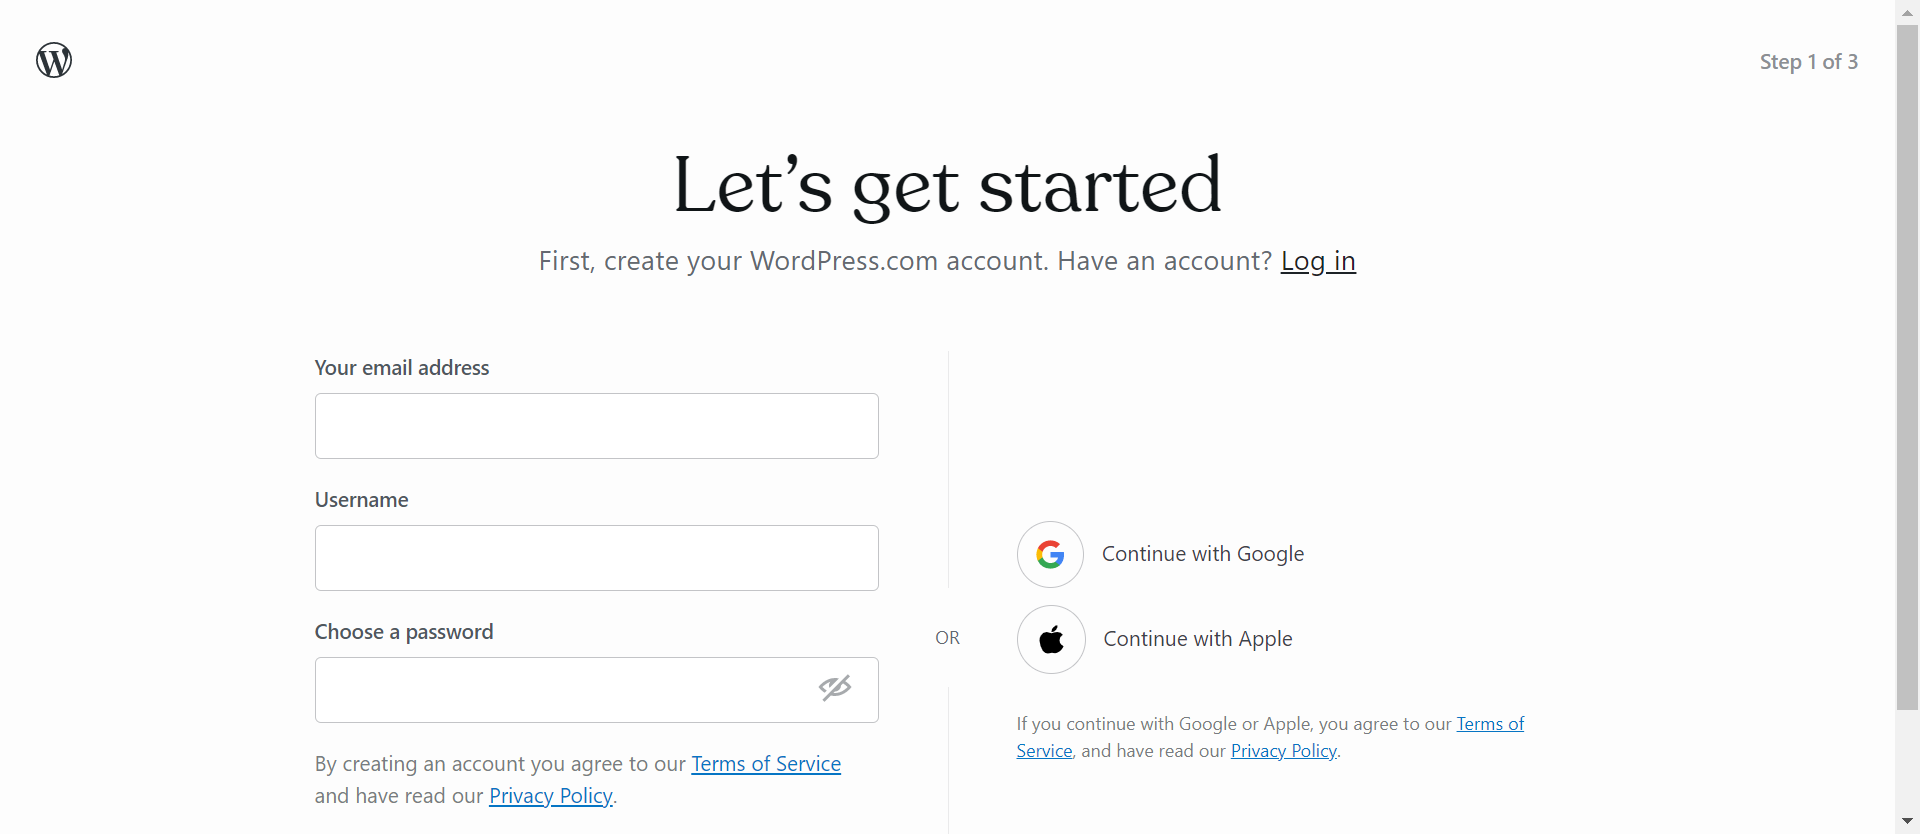 Step 1 of 3
Let’s get started
First, create your WordPress.com account. Have an account? Log in
Your email address
Username
Choose a password
By creating an account you agree to our Terms of Service
and have read our Privacy Policy.
OR
Continue with Google
Continue with Apple
If you continue with Google or Apple, you agree to our Terms of
Service, and have read our Privacy Policy.